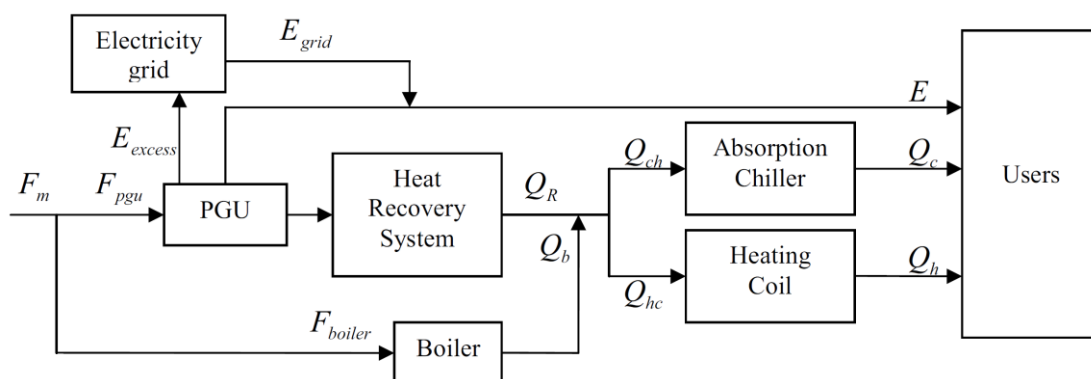 Electricity
grid
E_grid
E
E_excess
F_m
F_pgu
PGU
Heat
Recovery
System
Q_R
Q_b
Q_ch
Absorption
Chiller
Q_c
Users
Q_hc
Heating
Coil
Q_h
F_boiler
Boiler